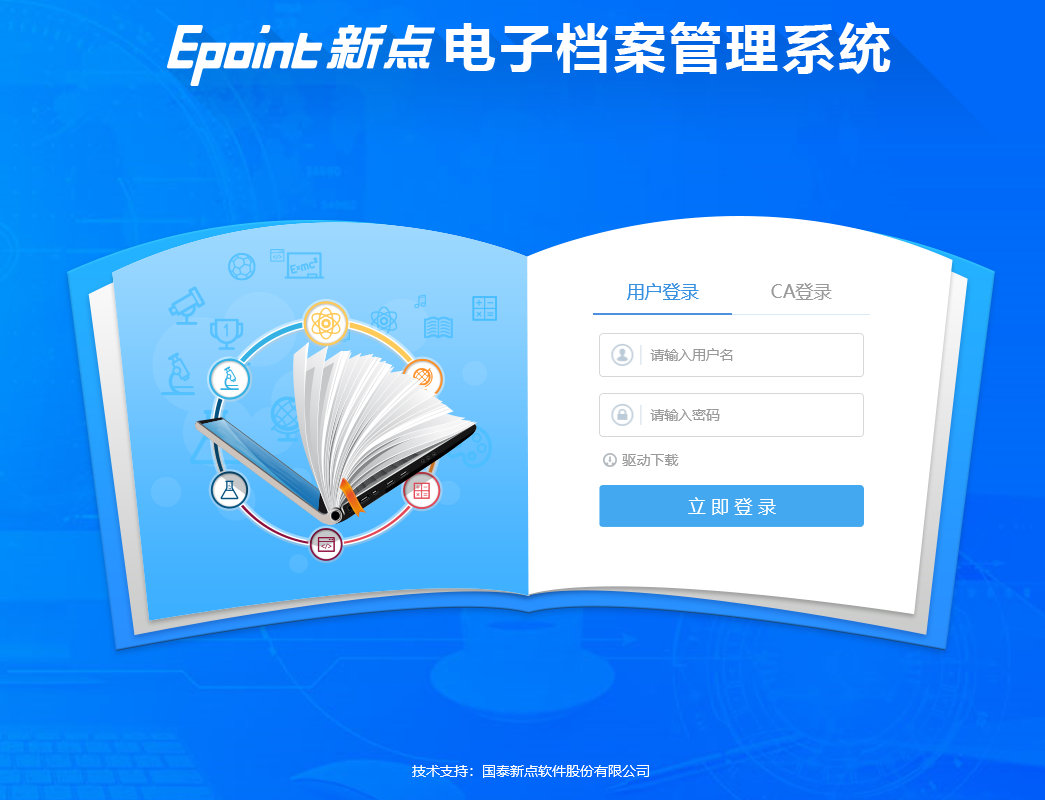 Epoint 新点 电子档案管理系统
E=mc²
1
用户登录 CA登录
请输入用户名
请输入密码
驱动下载
立即登录
技术支持：国泰新点软件股份有限公司